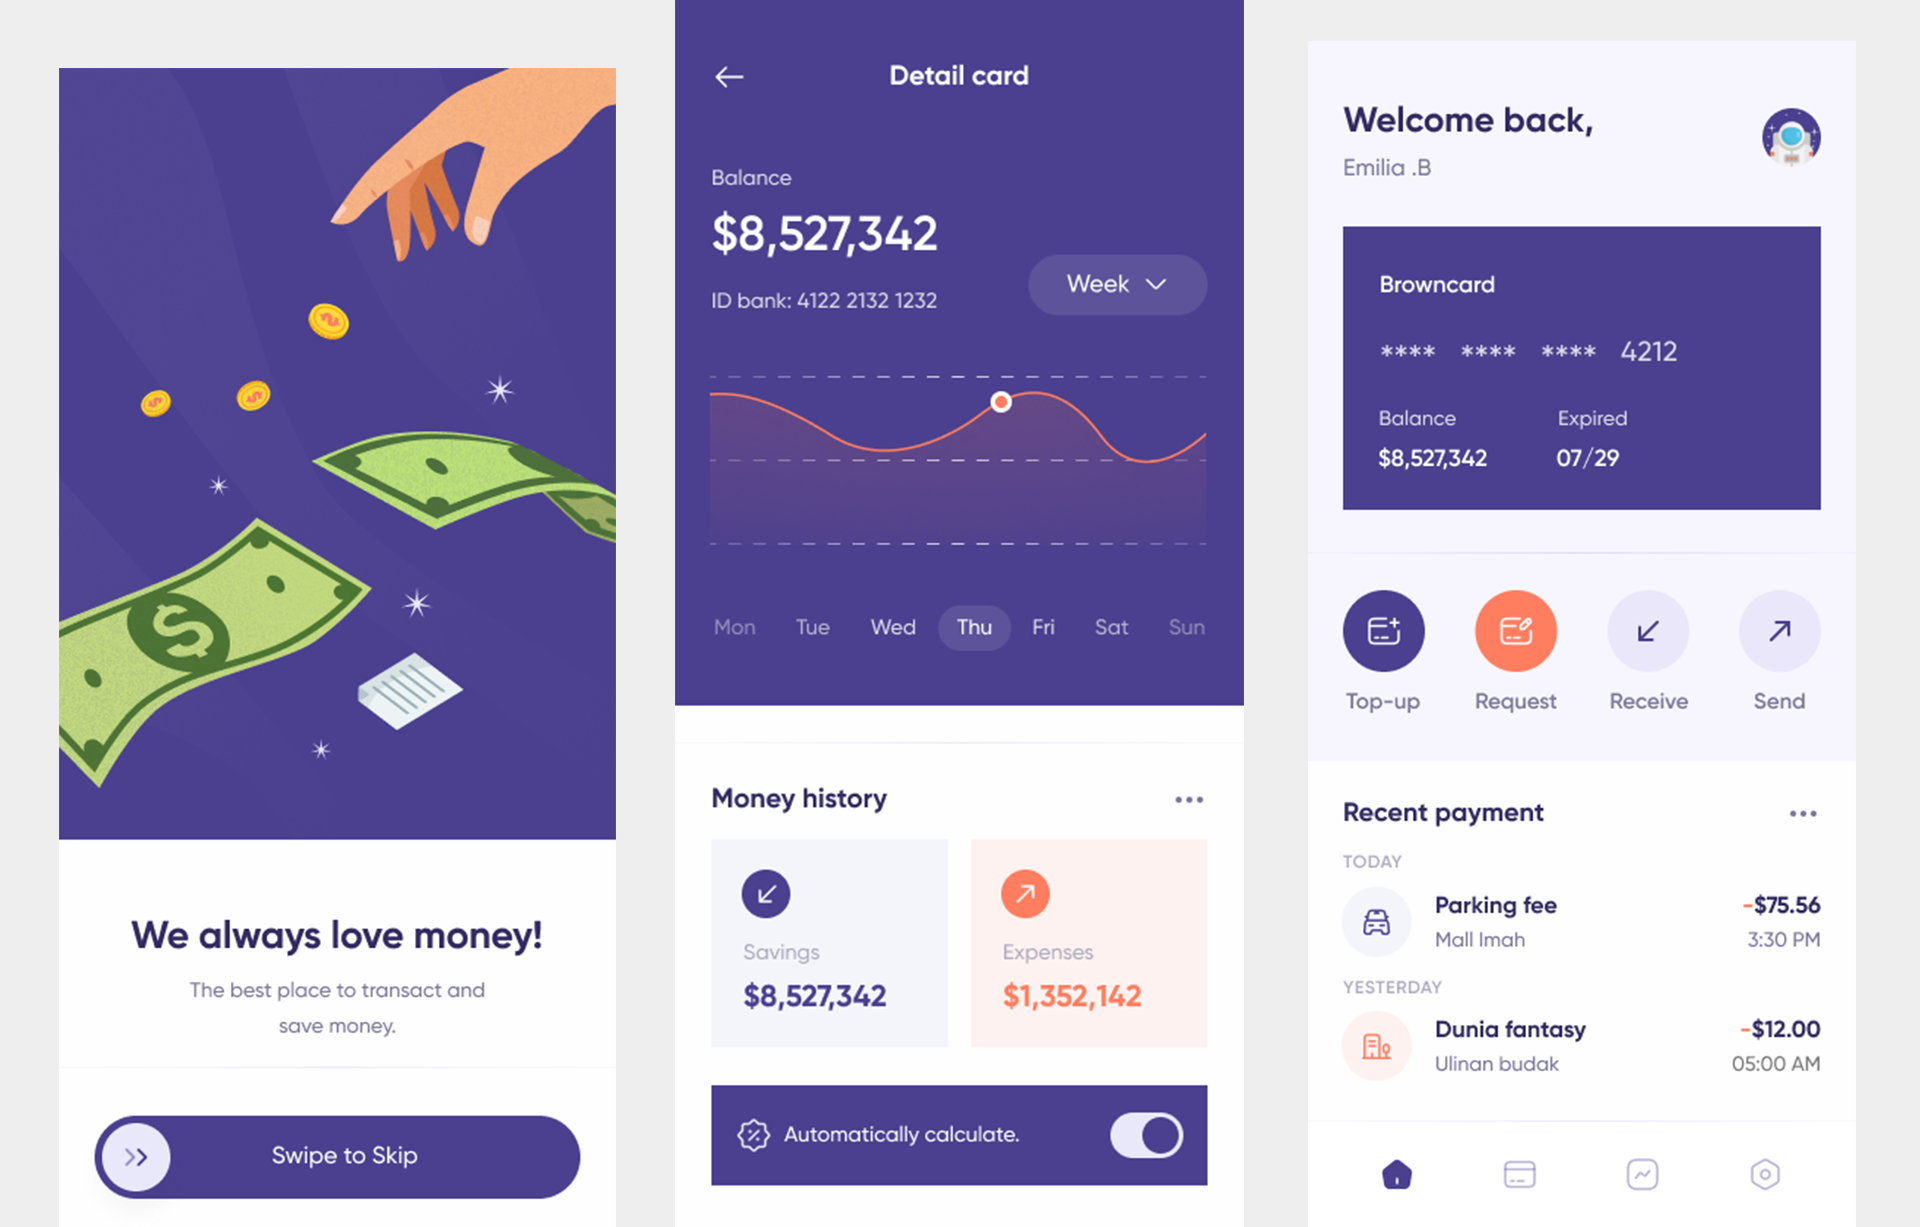 We always love money!
The best place to transact and
save money.
Swipe to Skip
Detail card
Balance
$8,527,342
ID bank: 4122 2132 1232
Week
Mon Tue Wed Thu Fri Sat Sun
Money history
Savings
$8,527,342
Expenses
$1,352,142
Automatically calculate.
Welcome back,
Emilia .B
Browncard
**** **** **** 4212
Balance
$8,527,342
Expired
07/29
Top-up
Request
Receive
Send
Recent payment
TODAY
Parking fee
-$75.56
Mall Imah
3:30 PM
YESTERDAY
Dunia fantasy
-$12.00
Ulinan budak
05:00 AM